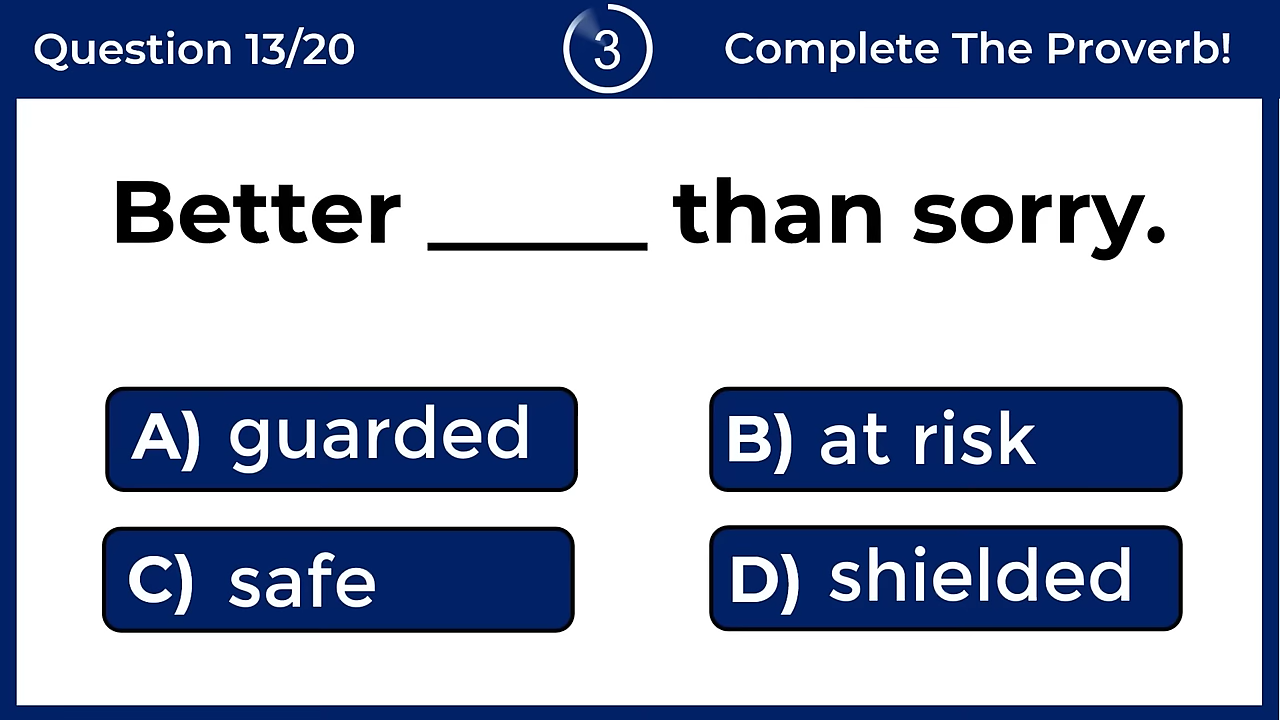 Question 13/20
3
Complete The Proverb!
Better _____ than sorry.
A) guarded
B) at risk
C) safe
D) shielded